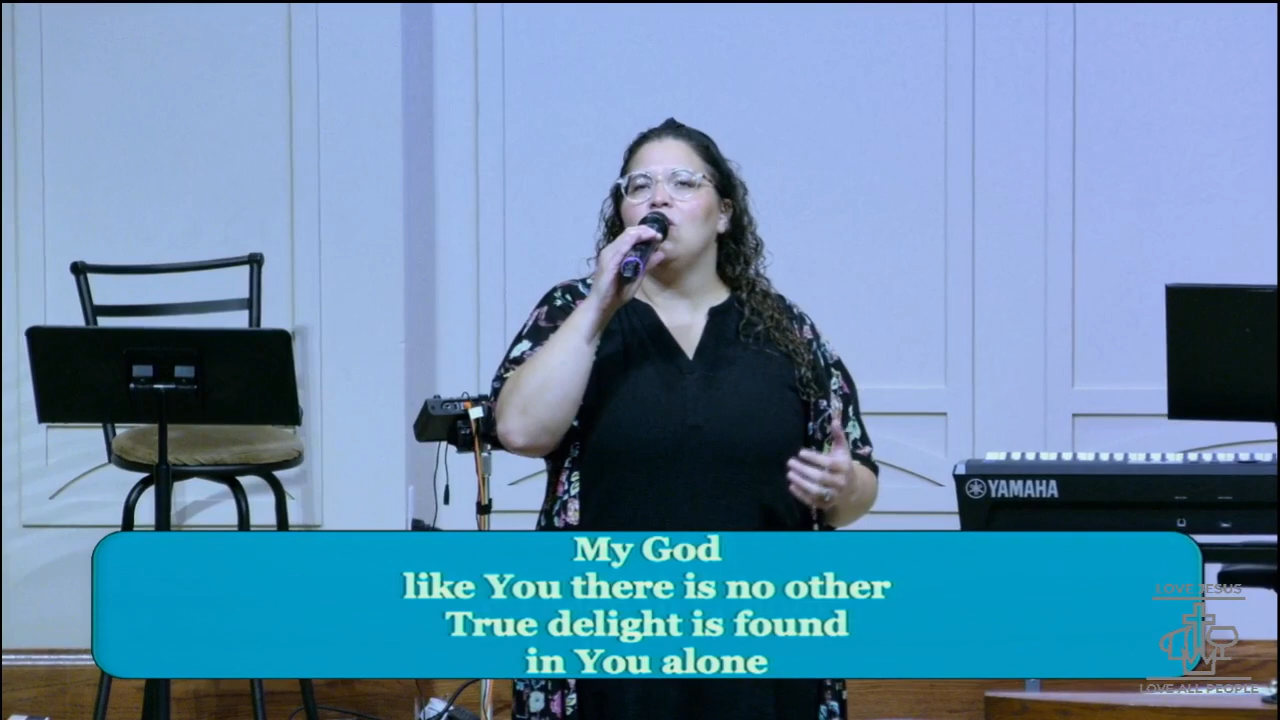 YAMAHA
My God
like You there is no other
True delight is found
in You alone
LOVE JESUS
LOVE ALL PEOPLE